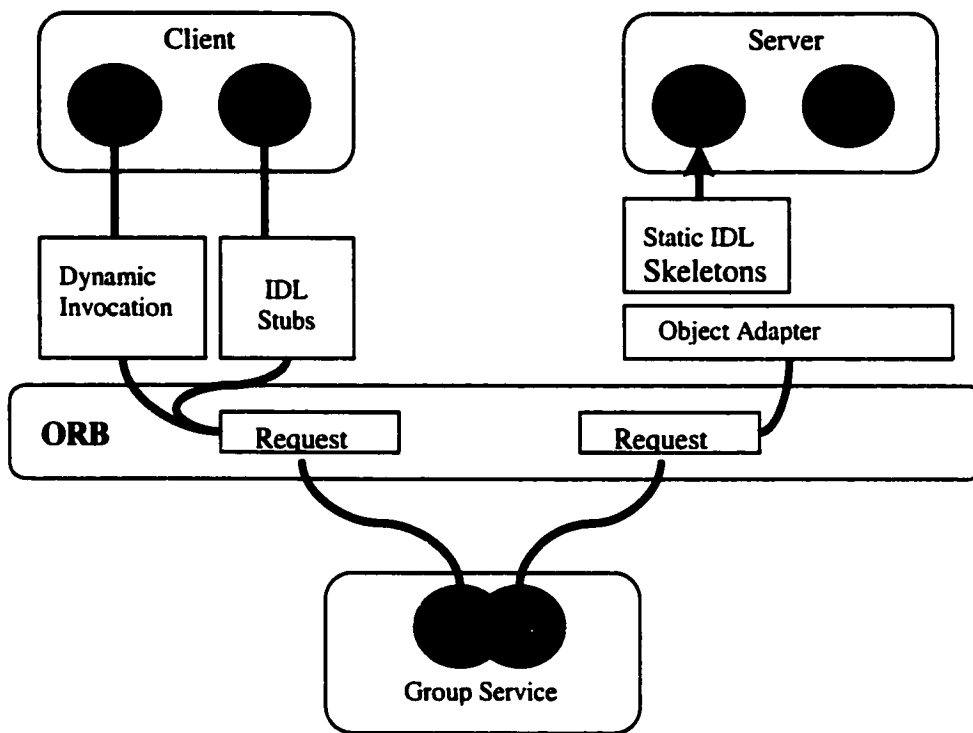 Client
Server
Dynamic
Invocation
IDL
Stubs
Static IDL
Skeletons
Object Adapter
ORB
Request
Request
Group Service